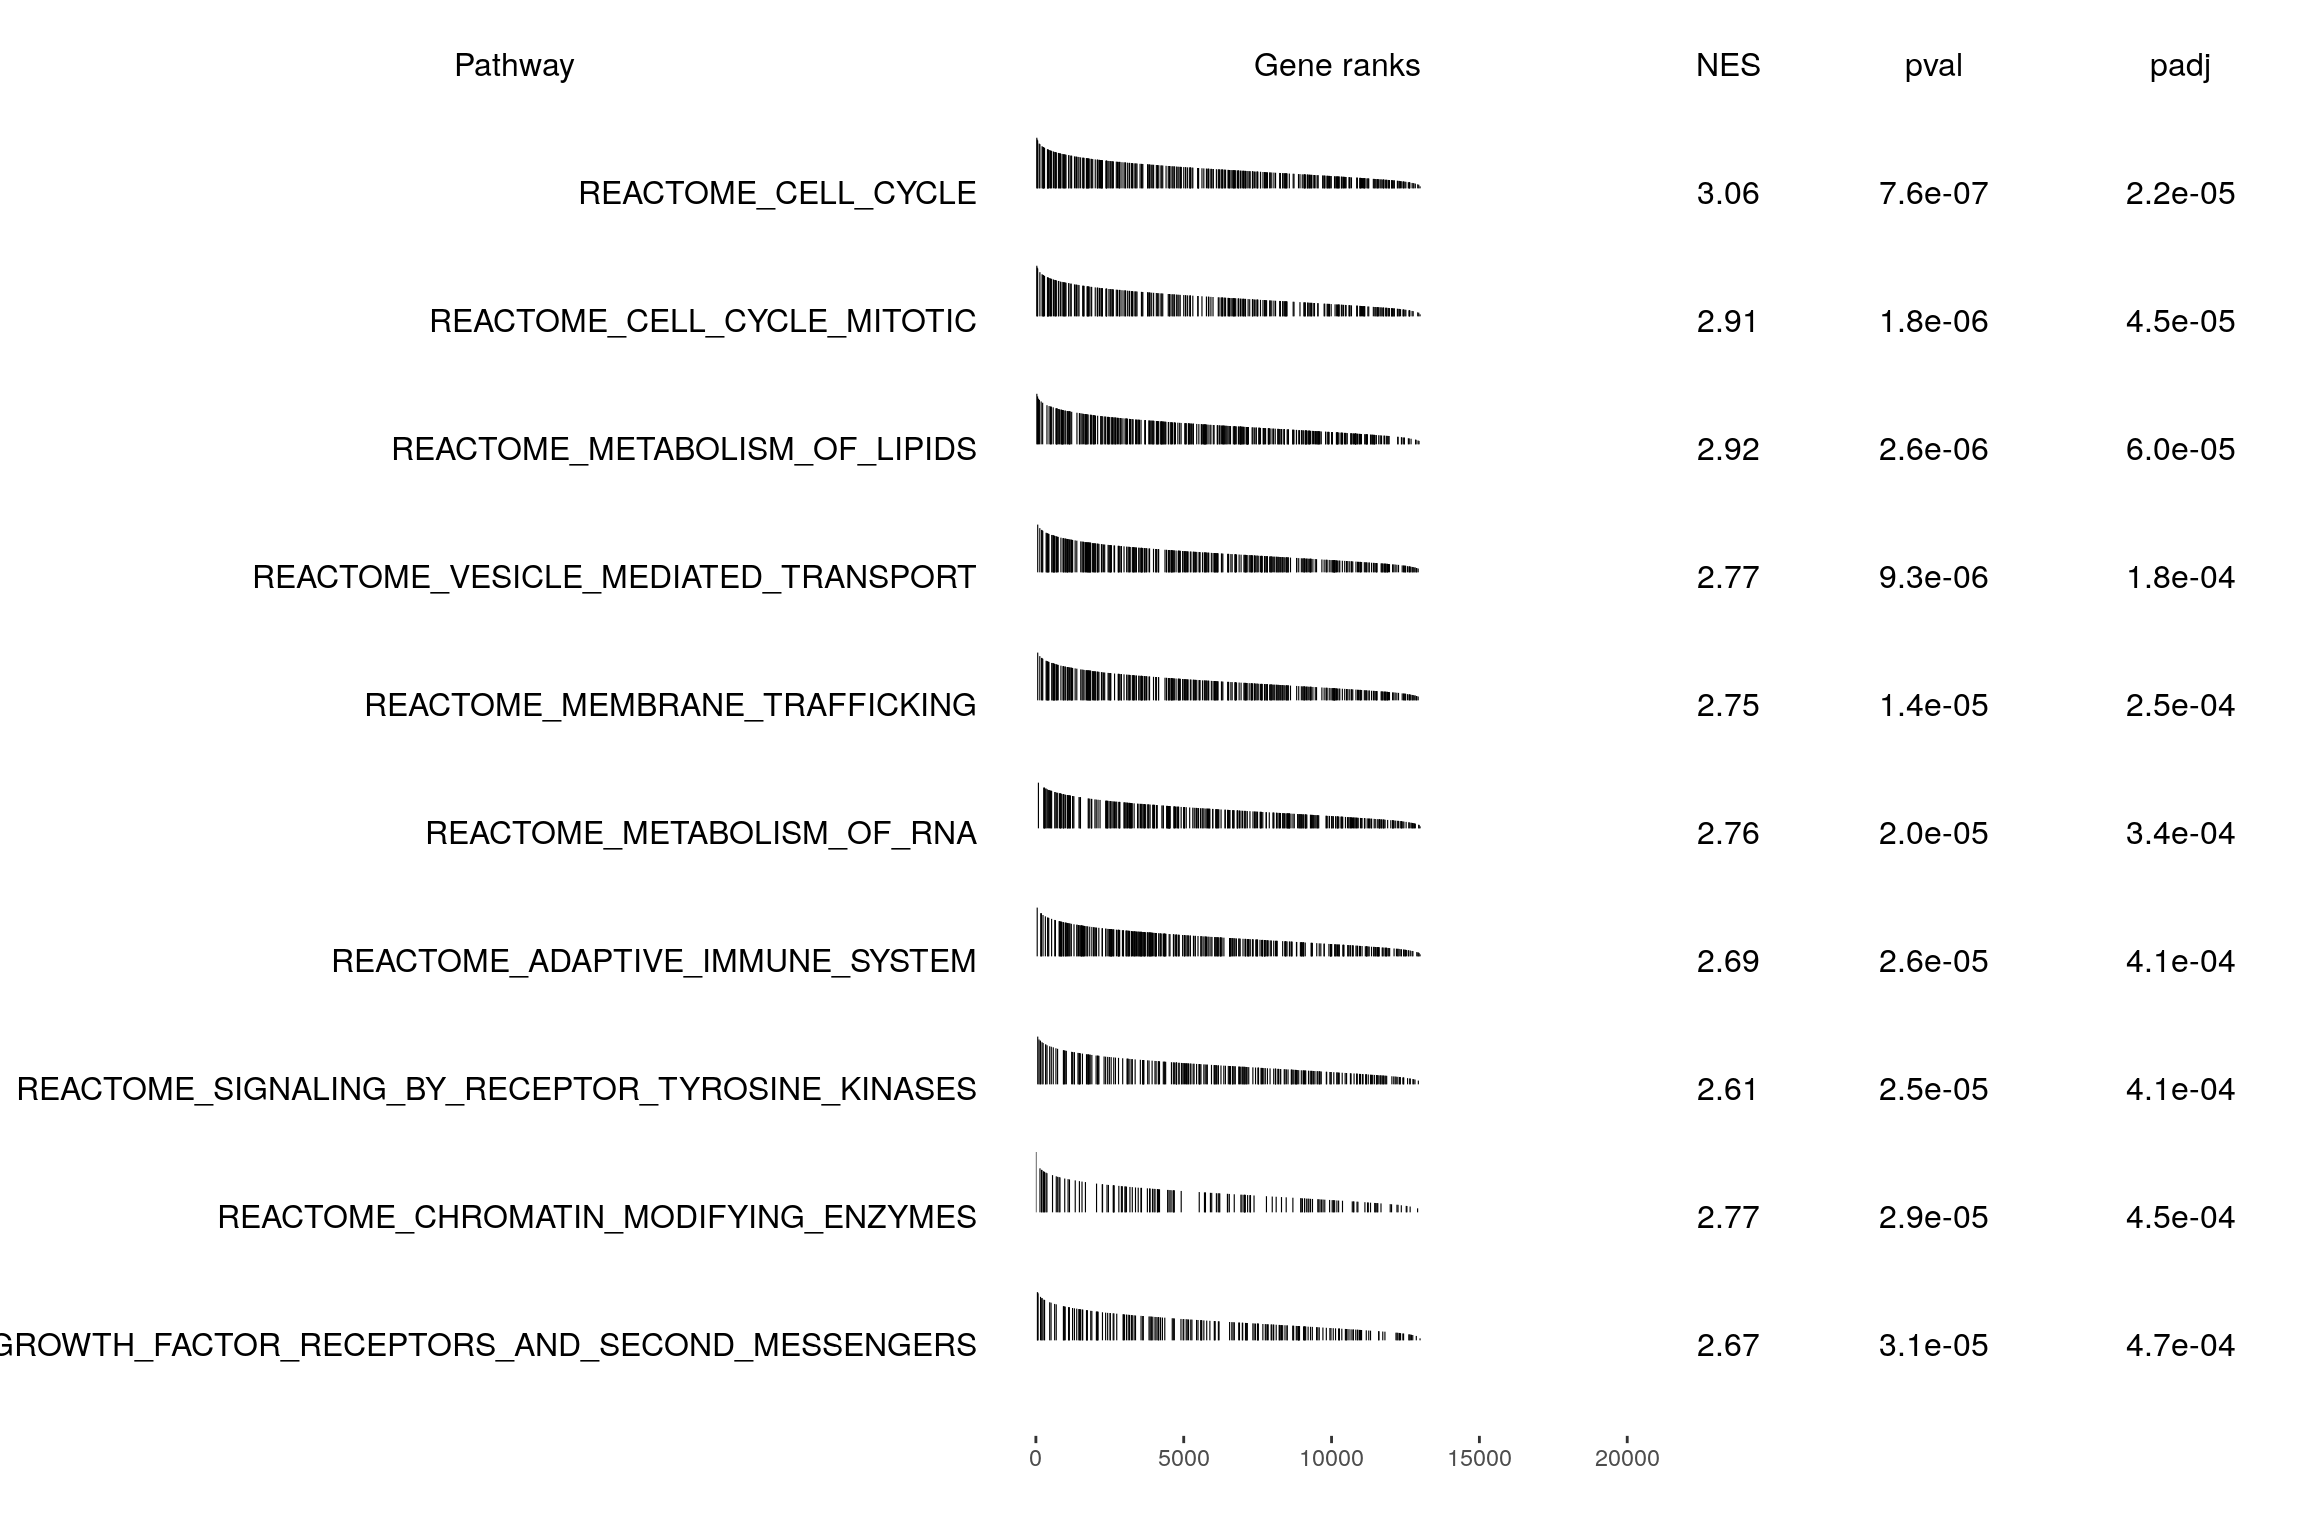 Pathway Gene ranks NES pval padj
REACTOME_CELL_CYCLE 3.06 7.6e-07 2.2e-05
REACTOME_CELL_CYCLE_MITOTIC 2.91 1.8e-06 4.5e-05
REACTOME_METABOLISM_OF_LIPIDS 2.92 2.6e-06 6.0e-05
REACTOME_VESICLE_MEDIATED_TRANSPORT 2.77 9.3e-06 1.8e-04
REACTOME_MEMBRANE_TRAFFICKING 2.75 1.4e-05 2.5e-04
REACTOME_METABOLISM_OF_RNA 2.76 2.0e-05 3.4e-04
REACTOME_ADAPTIVE_IMMUNE_SYSTEM 2.69 2.6e-05 4.1e-04
REACTOME_SIGNALING_BY_RECEPTOR_TYROSINE_KINASES 2.61 2.5e-05 4.1e-04
REACTOME_CHROMATIN_MODIFYING_ENZYMES 2.77 2.9e-05 4.5e-04
GROWTH_FACTOR_RECEPTORS_AND_SECOND_MESSENGERS 2.67 3.1e-05 4.7e-04
0 5000 10000 15000 20000